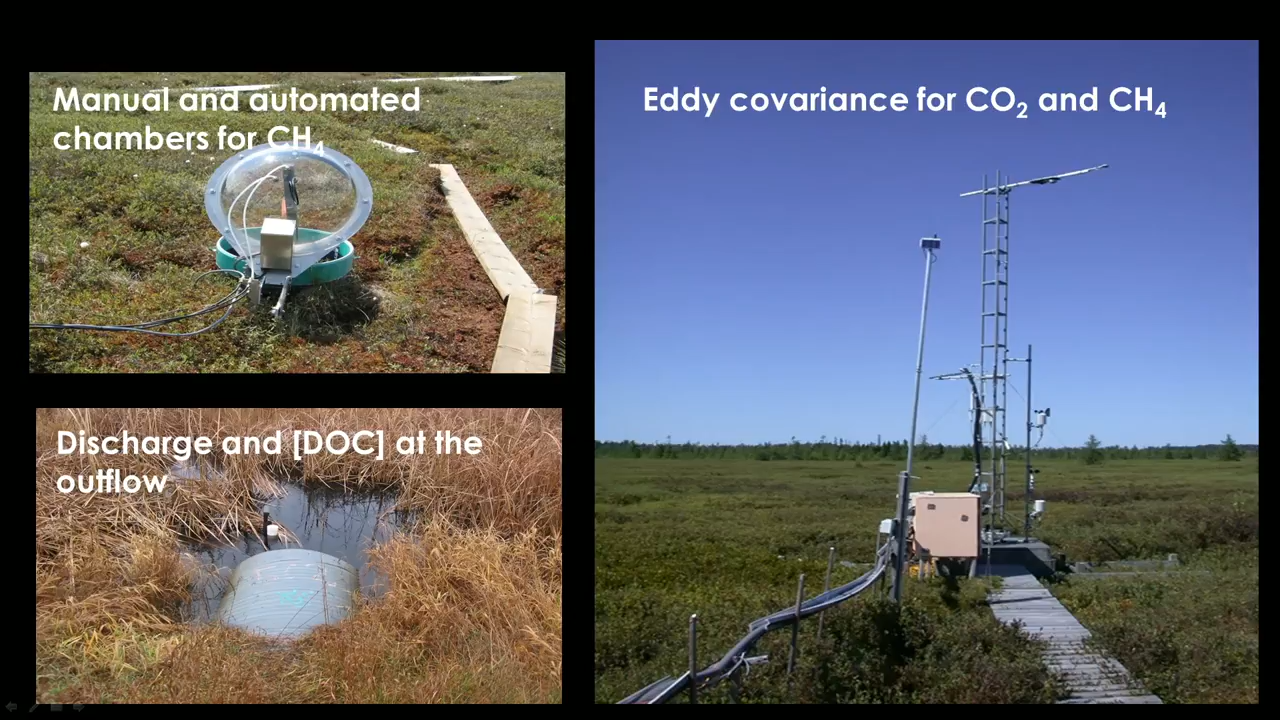 Manual and automated
chambers for CH₄
Eddy covariance for CO₂ and CH₄
Discharge and [DOC] at the
outflow